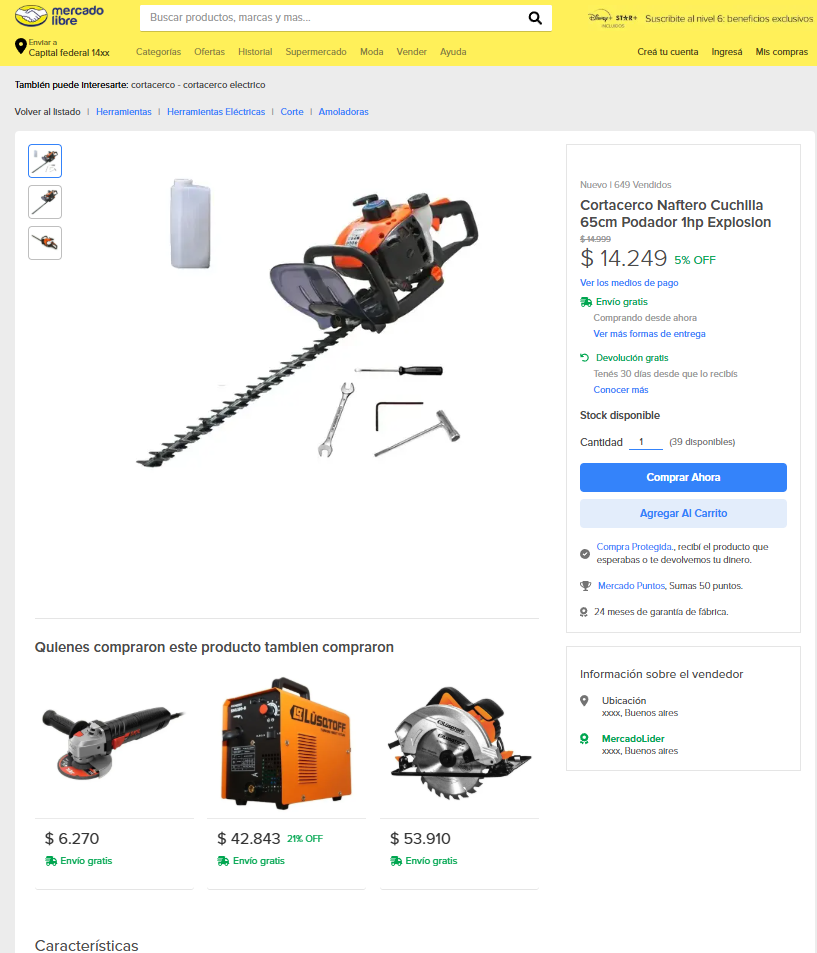 mercado
libre
Buscar productos, marcas y mas...
Disney+ STAR+
INCLUIDOS
Suscribite al nivel 6: beneficios exclusivos
Enviar a
Capital federal 14xx
Categorías Ofertas Historial Supermercado Moda Vender Ayuda
Creá tu cuenta Ingresá Mis compras
También puede interesarte: cortacerco - cortacerco electrico
Volver al listado | Herramientas | Herramientas Eléctricas | Corte | Amoladoras
Nuevo | 649 Vendidos
Cortacerco Naftero Cuchilla
65cm Podador 1hp Explosion
$ 14.999
$ 14.249 5% OFF
Ver los medios de pago
Envío gratis
Comprando desde ahora
Ver más formas de entrega
Devolución gratis
Tenés 30 días desde que lo recibís
Conocer más
Stock disponible
Cantidad 1 (39 disponibles)
Comprar Ahora
Agregar Al Carrito
Compra Protegida., recibí el producto que
esperabas o te devolvemos tu dinero.
Mercado Puntos, Sumas 50 puntos.
24 meses de garantía de fábrica.
Quienes compraron este producto tambien compraron
LÜSQTOFF
$ 6.270
Envío gratis
$ 42.843 21% OFF
Envío gratis
$ 53.910
Envío gratis
Información sobre el vendedor
Ubicación
xxxx, Buenos aires
MercadoLider
xxxx, Buenos aires
Características